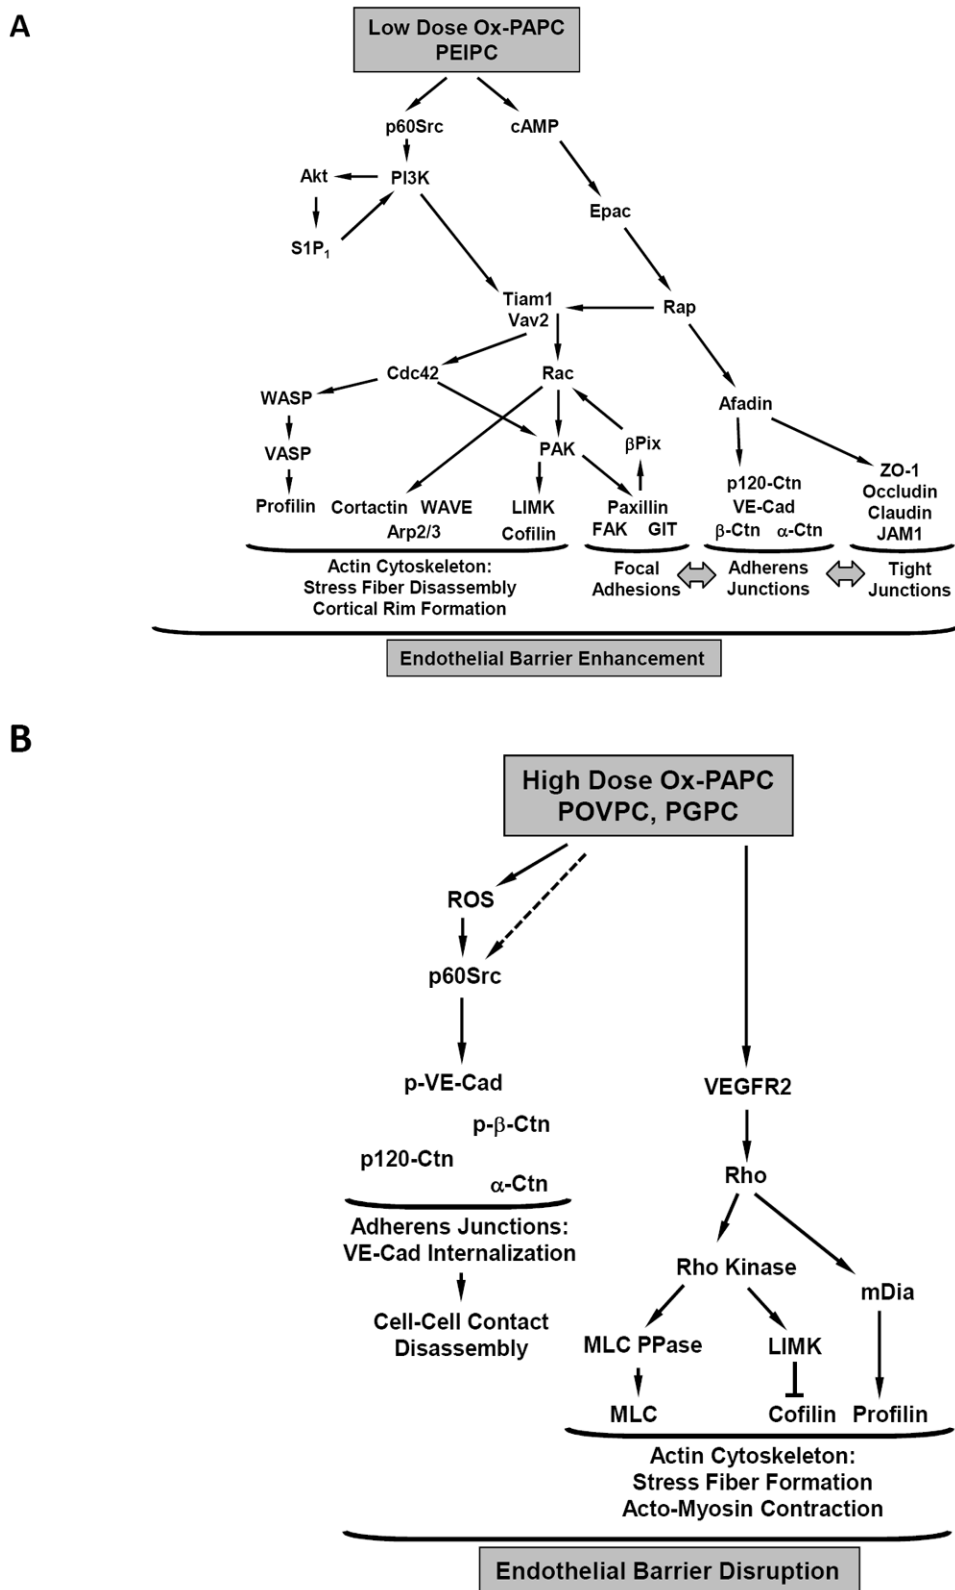 A
Low Dose Ox-PAPC
PEIPC
p60Src
cAMP
Akt
PI3K
Epac
S1P₁
Tiam1
Vav2
Rap
Cdc42
Rac
WASP
Afadin
VASP
PAK
βPix
Profilin
Cortactin WAVE
Arp2/3
LIMK
Cofilin
Paxillin
FAK GIT
p120-Ctn
VE-Cad
β-Ctn α-Ctn
ZO-1
Occludin
Claudin
JAM1
Actin Cytoskeleton:
Stress Fiber Disassembly
Cortical Rim Formation
Focal
Adhesions
Adherens
Junctions
Tight
Junctions
Endothelial Barrier Enhancement
B
High Dose Ox-PAPC
POVPC, PGPC
ROS
p60Src
p-VE-Cad
p-β-Ctn
p120-Ctn
α-Ctn
Adherens Junctions:
VE-Cad Internalization
Cell-Cell Contact
Disassembly
VEGFR2
Rho
Rho Kinase
mDia
MLC PPase
LIMK
MLC
Cofilin
Profilin
Actin Cytoskeleton:
Stress Fiber Formation
Acto-Myosin Contraction
Endothelial Barrier Disruption